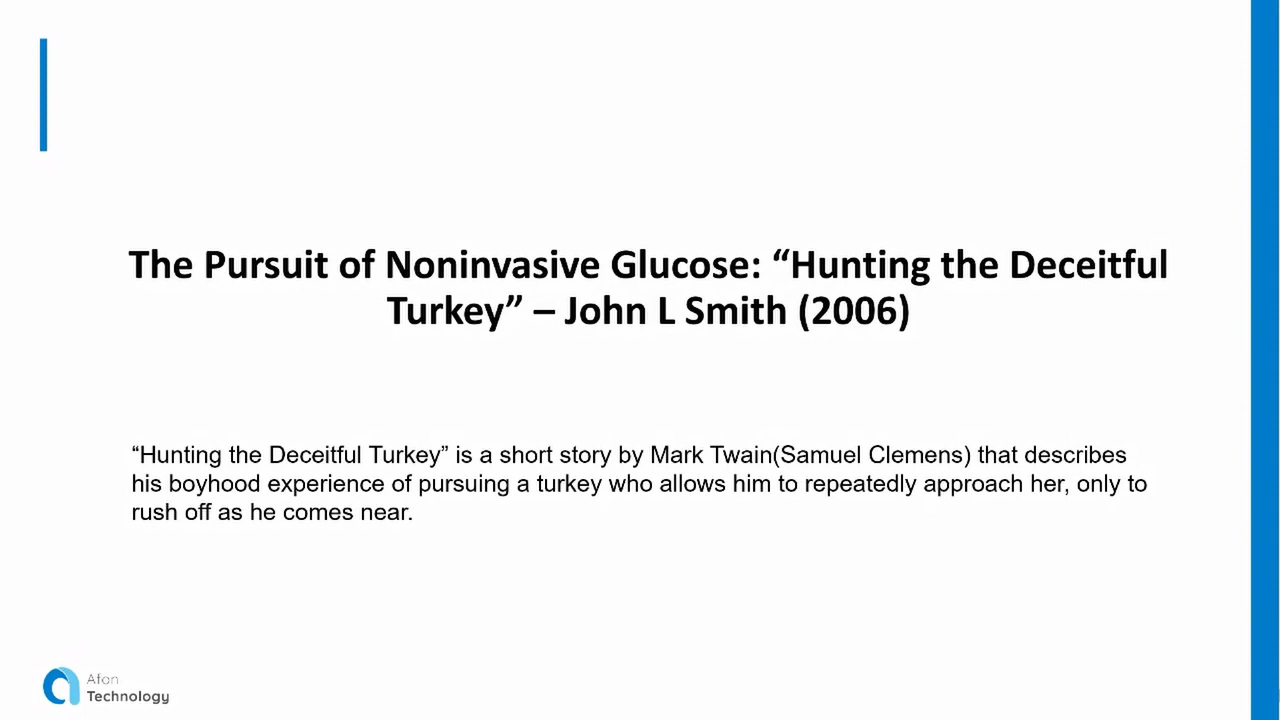 The Pursuit of Noninvasive Glucose: “Hunting the Deceitful
Turkey” – John L Smith (2006)
“Hunting the Deceitful Turkey” is a short story by Mark Twain(Samuel Clemens) that describes
his boyhood experience of pursuing a turkey who allows him to repeatedly approach her, only to
rush off as he comes near.
Afon
Technology